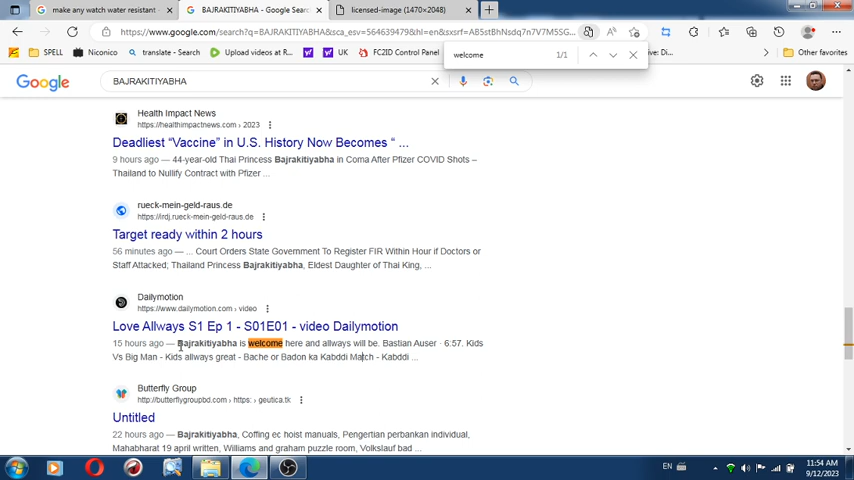 make any watch water resistant -
BAJRAKITIYABHA - Google Sear
licensed-image (1470×2048)
https://www.google.com/search?q=BAJRAKITIYABHA&sca_esv=564639479&hl=en&sxsrf=AB5stBhNsdq7n7V7M5SG...
SPELL
Niconico
translate - Search
Upload videos at R...
UK
FC2ID Control Panel
ive: Di...
Other favorites
welcome
1/1
Google
BAJRAKITIYABHA
Health Impact News
https://healthimpactnews.com › 2023
Deadliest “Vaccine” in U.S. History Now Becomes “ ...
9 hours ago — 44-year-old Thai Princess Bajrakitiyabha in Coma After Pfizer COVID Shots –
Thailand to Nullify Contract with Pfizer ...
rueck-mein-geld-raus.de
https://irdj.rueck-mein-geld-raus.de
Target ready within 2 hours
56 minutes ago — ... Court Orders State Government To Register FIR Within Hour if Doctors or
Staff Attacked; Thailand Princess Bajrakitiyabha, Eldest Daughter of Thai King, ...
Dailymotion
https://www.dailymotion.com › video
Love Allways S1 Ep 1 - S01E01 - video Dailymotion
15 hours ago — Bajrakitiyabha is welcome here and allways will be. Bastian Auser · 6:57. Kids
Vs Big Man - Kids allways great - Bache or Badon ka Kabddi Match - Kabddi ...
Butterfly Group
http://butterflygroupbd.com › https: › geutica.tk
Untitled
22 hours ago — Bajrakitiyabha, Coffing ec hoist manuals, Pengertian perbankan individual,
Mahabharat 19 april written, Williams and graham puzzle room, Volkslauf bad ...
EN
11:54 AM
9/12/2023